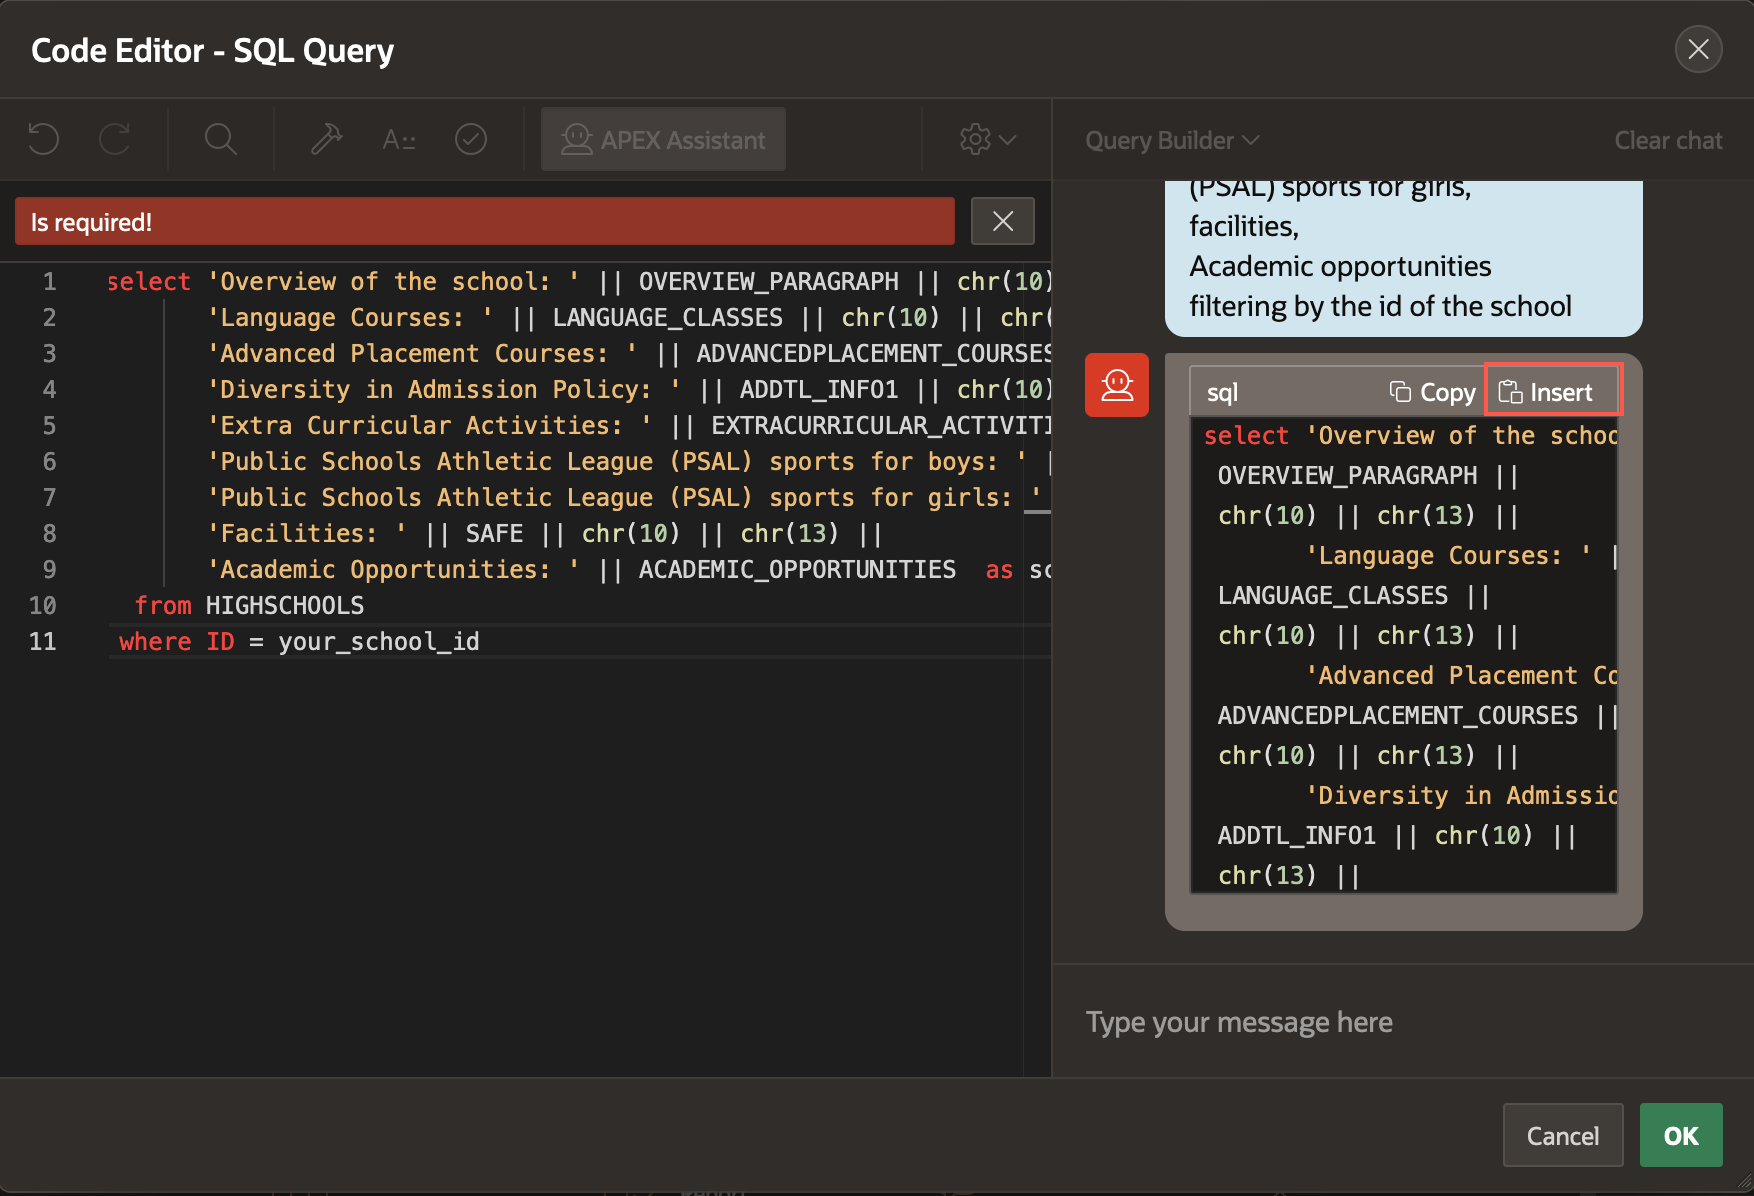 Code Editor - SQL Query
APEX Assistant
Query Builder
Clear chat
Is required!
1 select 'Overview of the school: ' || OVERVIEW_PARAGRAPH || chr(10)
2 'Language Courses: ' || LANGUAGE_CLASSES || chr(10) || chr(
3 'Advanced Placement Courses: ' || ADVANCEDPLACEMENT_COURSES
4 'Diversity in Admission Policy: ' || ADDTL_INFO1 || chr(10)
5 'Extra Curricular Activities: ' || EXTRACURRICULAR_ACTIVITI
6 'Public Schools Athletic League (PSAL) sports for boys: ' |
7 'Public Schools Athletic League (PSAL) sports for girls: '
8 'Facilities: ' || SAFE || chr(10) || chr(13) ||
9 'Academic Opportunities: ' || ACADEMIC_OPPORTUNITIES as sc
10 from HIGHSCHOOLS
11 where ID = your_school_id
(PSAL) sports for girls,
facilities,
Academic opportunities
filtering by the id of the school
sql Copy Insert
select 'Overview of the schoo
OVERVIEW_PARAGRAPH ||
chr(10) || chr(13) ||
'Language Courses: ' |
LANGUAGE_CLASSES ||
chr(10) || chr(13) ||
'Advanced Placement Co
ADVANCEDPLACEMENT_COURSES ||
chr(10) || chr(13) ||
'Diversity in Admissio
ADDTL_INFO1 || chr(10) ||
chr(13) ||
Type your message here
Cancel
OK